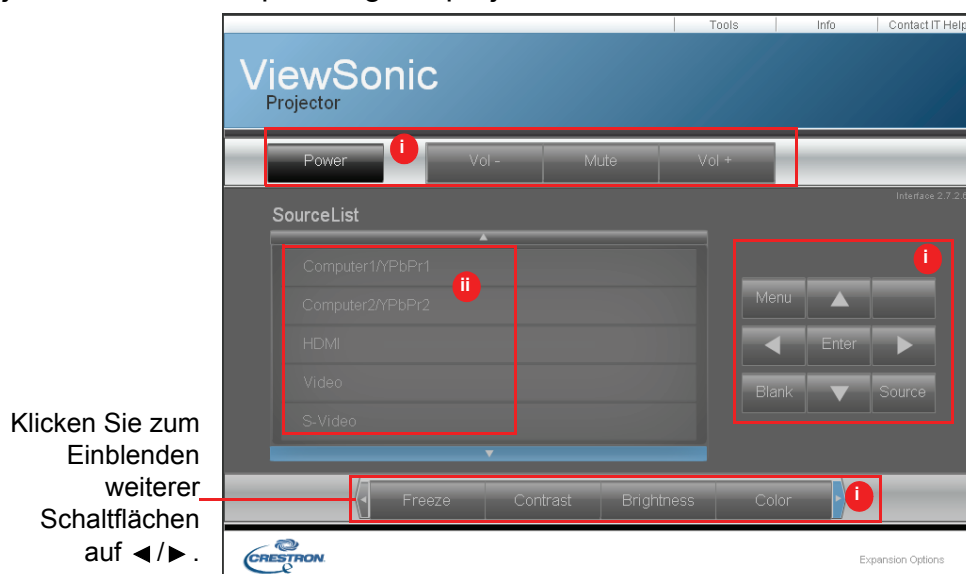 Tools Info Contact IT Help
ViewSonic
Projector
Power i Vol - Mute Vol +
Interface 2.7.2.6
SourceList
Computer1/YPbPr1
ii
Computer2/YPbPr2
HDMI
Video
S-Video
i
Menu ▲
◀ Enter ▶
Blank ▼ Source
Klicken Sie zum
Einblenden
weiterer
Schaltflächen
auf ◄/► .
Freeze Contrast Brightness Color i
CRESTRON
Expansion Options